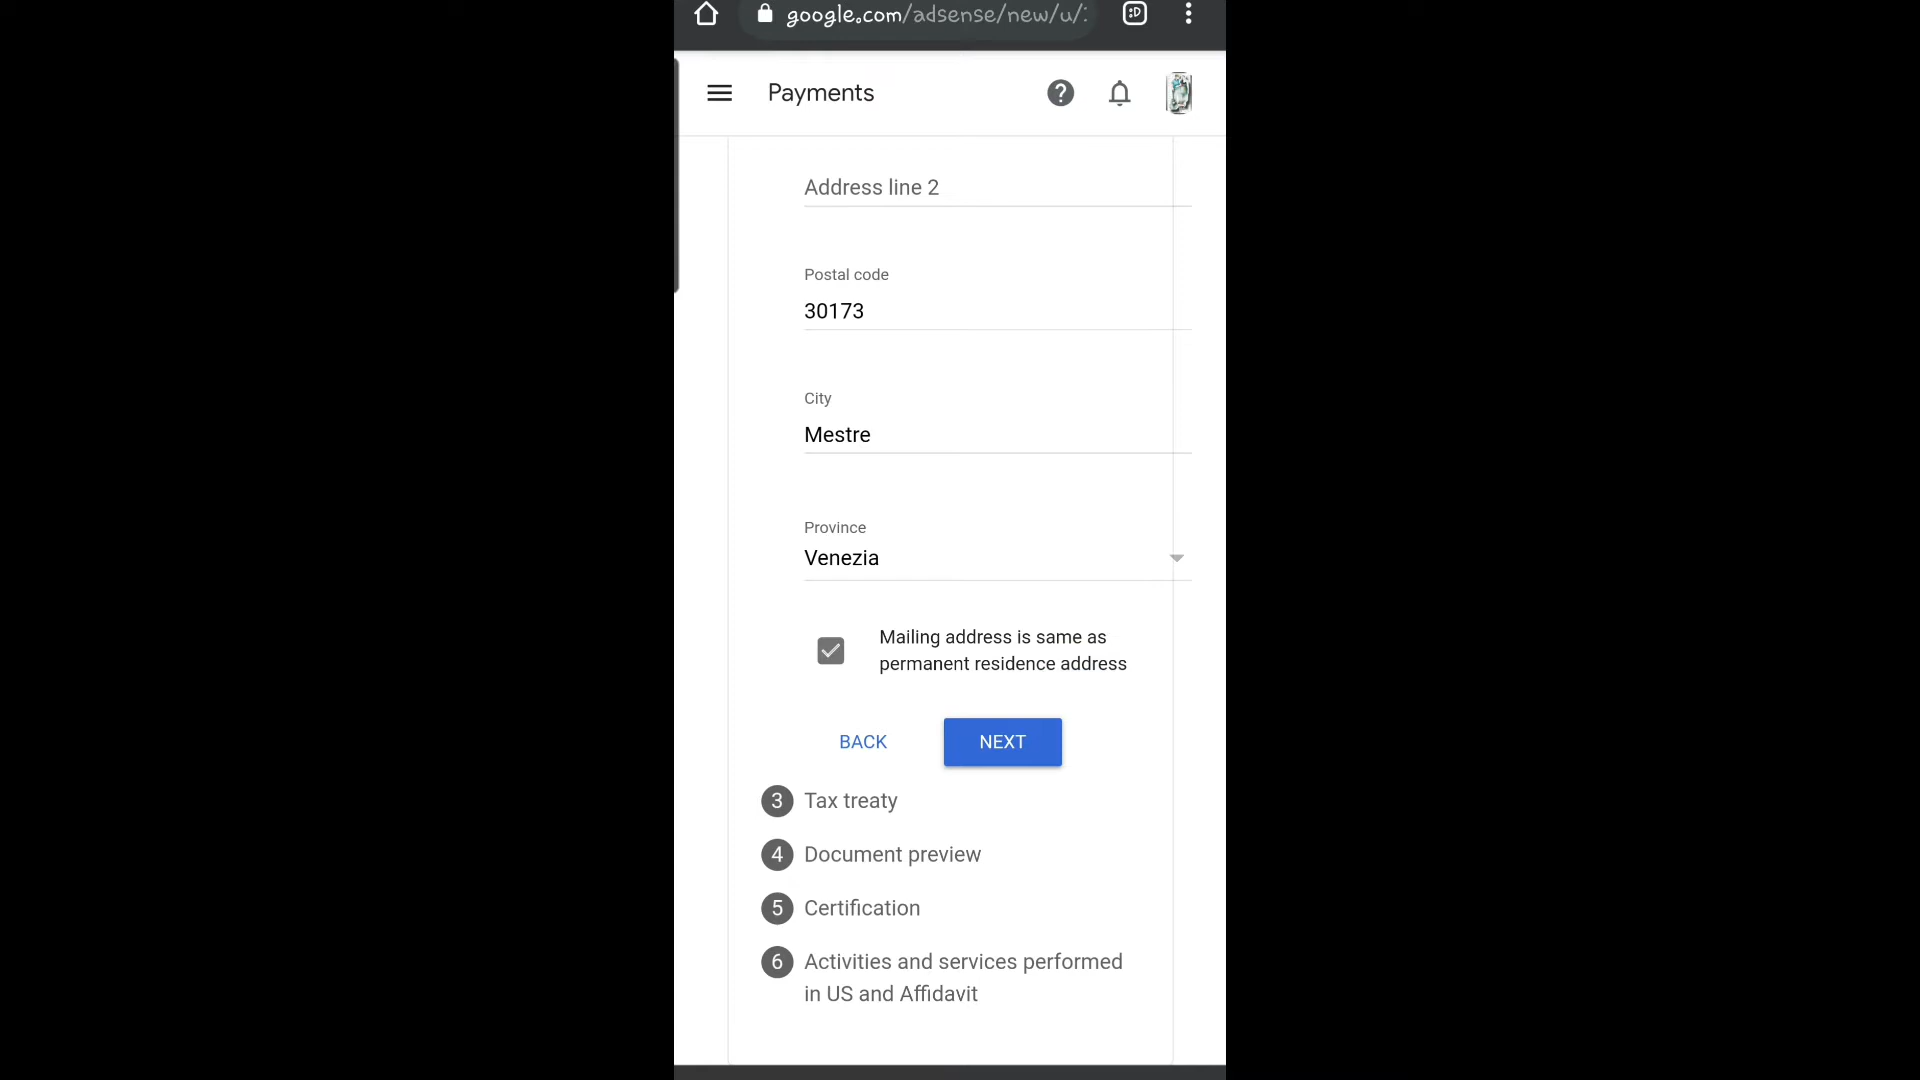 google.com/adsense/new/u/
:D
Payments
?
Address line 2
Postal code
30173
City
Mestre
Province
Venezia
Mailing address is same as
permanent residence address
BACK
NEXT
3 Tax treaty
4 Document preview
5 Certification
6 Activities and services performed
in US and Affidavit